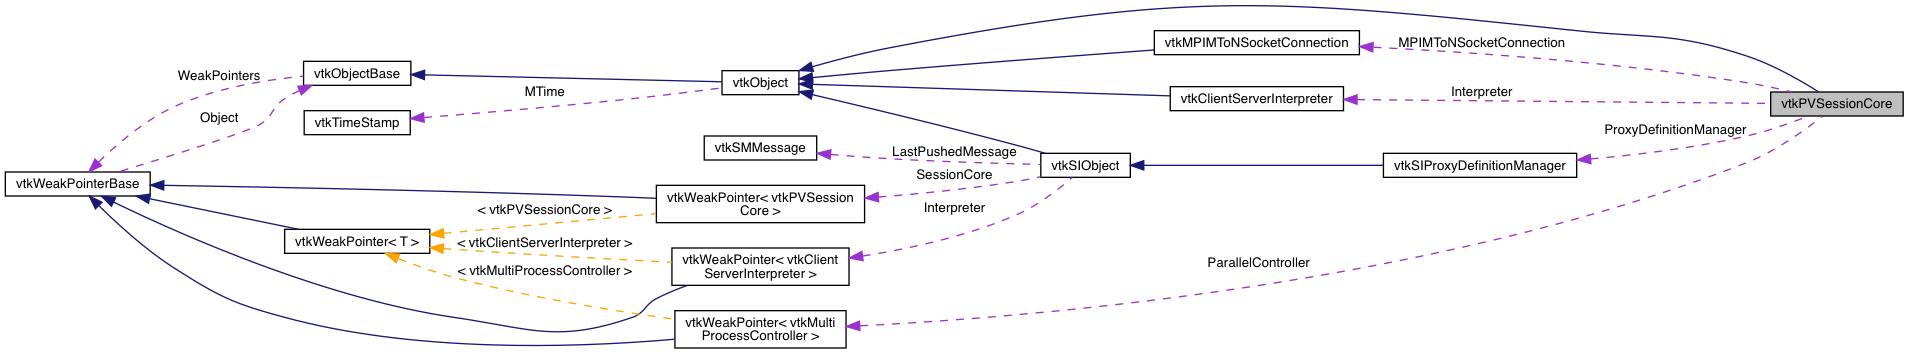 vtkMPIMToNSocketConnection
MPIMToNSocketConnection
vtkObjectBase
WeakPointers
vtkObject
MTime
vtkClientServerInterpreter
Interpreter
vtkPVSessionCore
Object
vtkTimeStamp
ProxyDefinitionManager
vtkSMMessage
LastPushedMessage
vtkSIObject
vtkSIProxyDefinitionManager
SessionCore
vtkWeakPointerBase
vtkWeakPointer< vtkPVSession
Core >
Interpreter
< vtkPVSessionCore >
vtkWeakPointer< T >
< vtkClientServerInterpreter >
vtkWeakPointer< vtkClient
ServerInterpreter >
< vtkMultiProcessController >
ParallelController
vtkWeakPointer< vtkMulti
ProcessController >